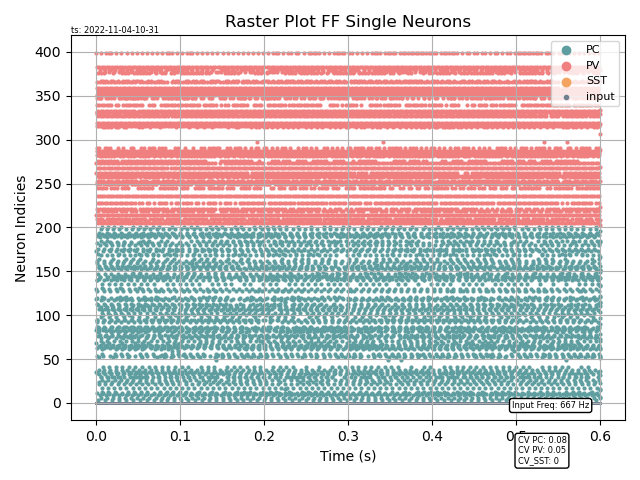 Raster Plot FF Single Neurons
ts: 2022-11-04-10-31
PC
PV
SST
input
400
350
300
250
200
150
100
50
0
Neuron Indicies
Input Freq: 667 Hz
0.0 0.1 0.2 0.3 0.4 0.5 0.6
Time (s)
CV PC: 0.08
CV PV: 0.05
CV_SST: 0